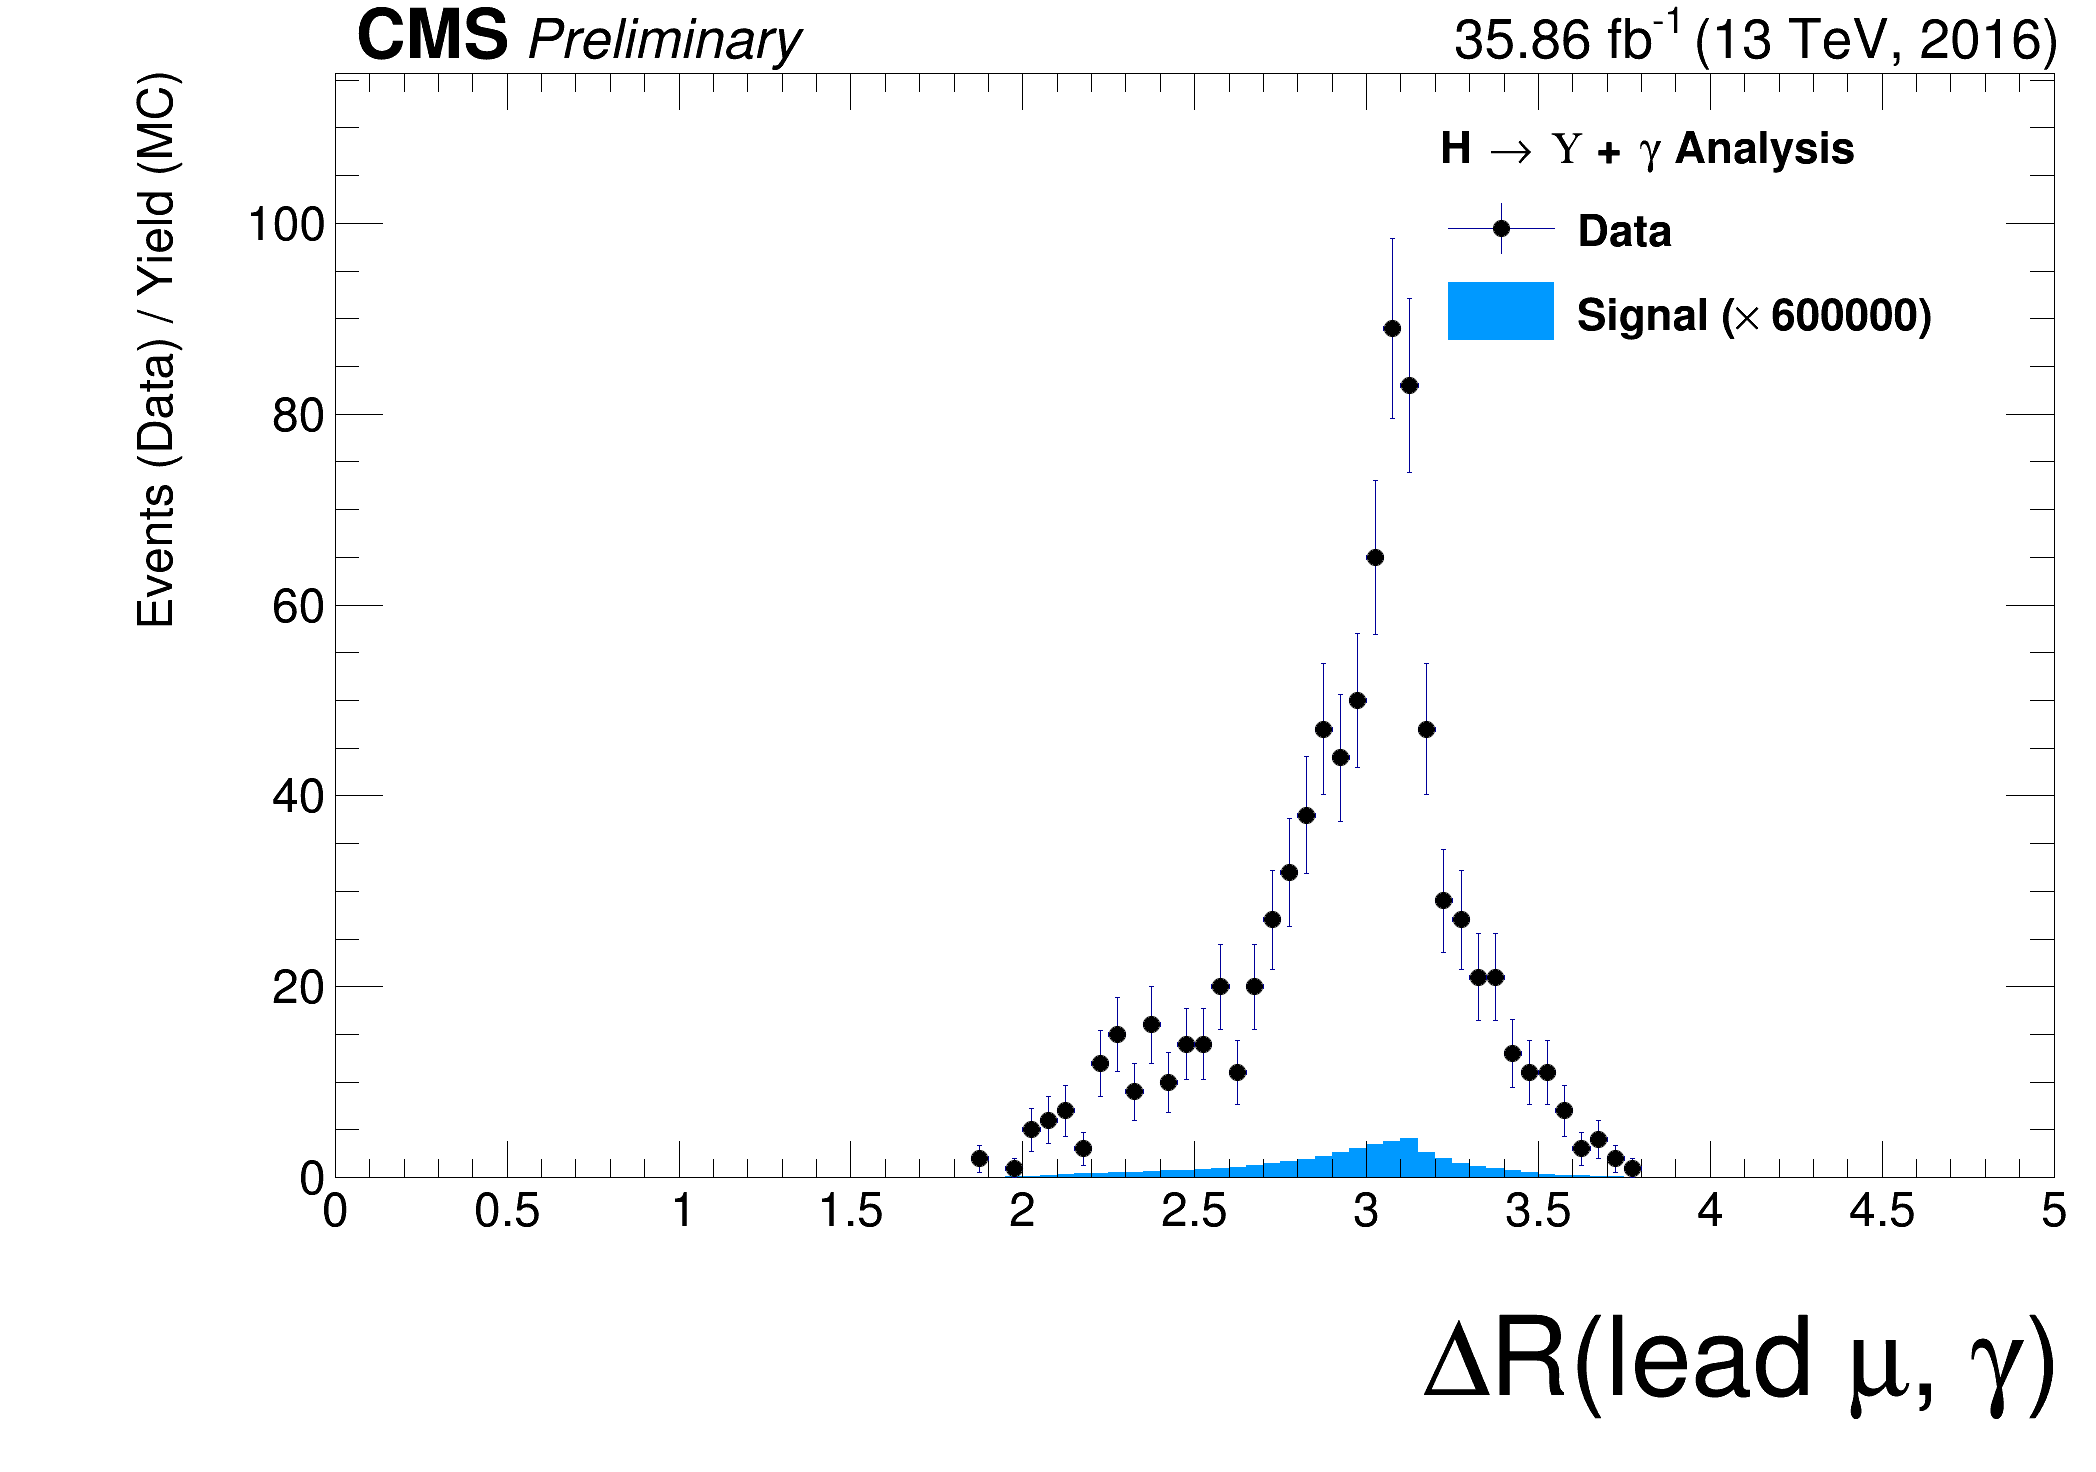 CMS Preliminary 35.86 fb⁻¹ (13 TeV, 2016)
Events (Data) / Yield (MC)
H → Υ + γ Analysis
Data
Signal (× 600000)
100
80
60
40
20
0
0 0.5 1 1.5 2 2.5 3 3.5 4 4.5 5
ΔR(lead μ, γ)